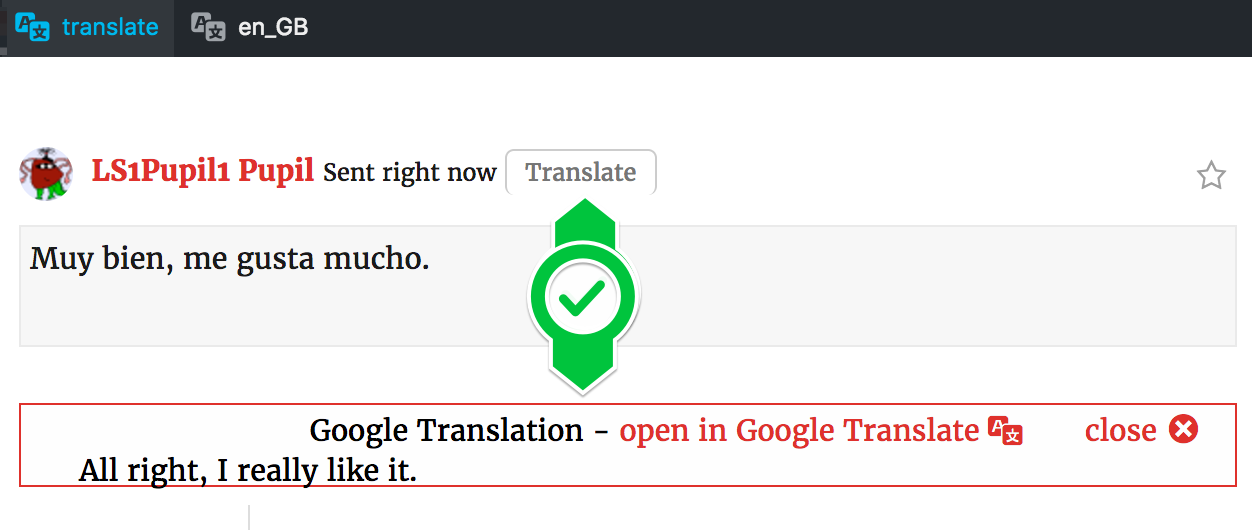 translate en_GB
LS1Pupil1 Pupil Sent right now Translate
Muy bien, me gusta mucho.
Google Translation - open in Google Translate close
All right, I really like it.